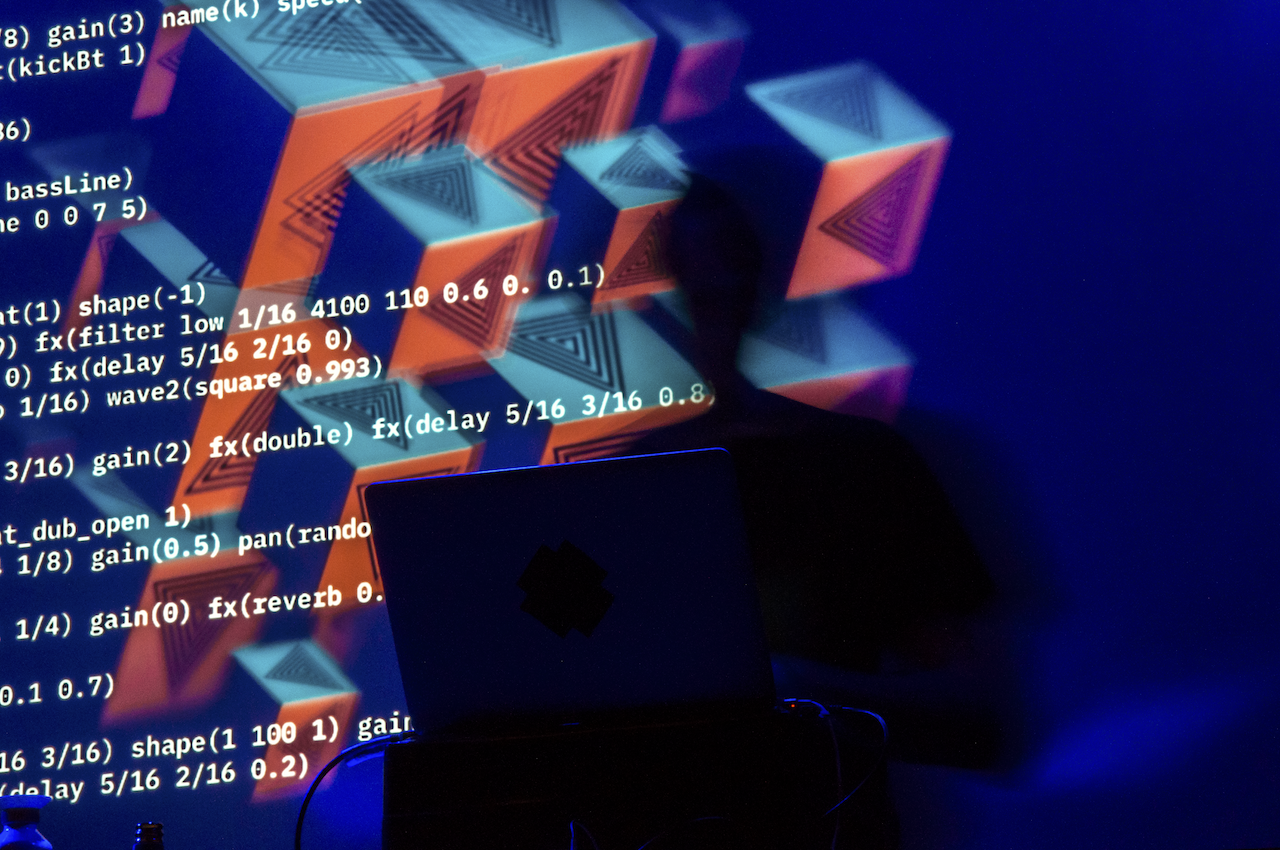 /8) gain(3) name(k) speed(
(kickBt 1)
36)
bassLine)
ne 0 0 7 5)
at(1) shape(-1)
) fx(filter low 1/16 4100 110 0.6 0. 0.1)
0) fx(delay 5/16 2/16 0)
1/16) wave2(square 0.993)
3/16) gain(2) fx(double) fx(delay 5/16 3/16 0.8)
at_dub_open 1)
1/8) gain(0.5) pan(rando
1/4) gain(0) fx(reverb 0.
0.1 0.7)
16 3/16) shape(1 100 1) gain
(delay 5/16 2/16 0.2)